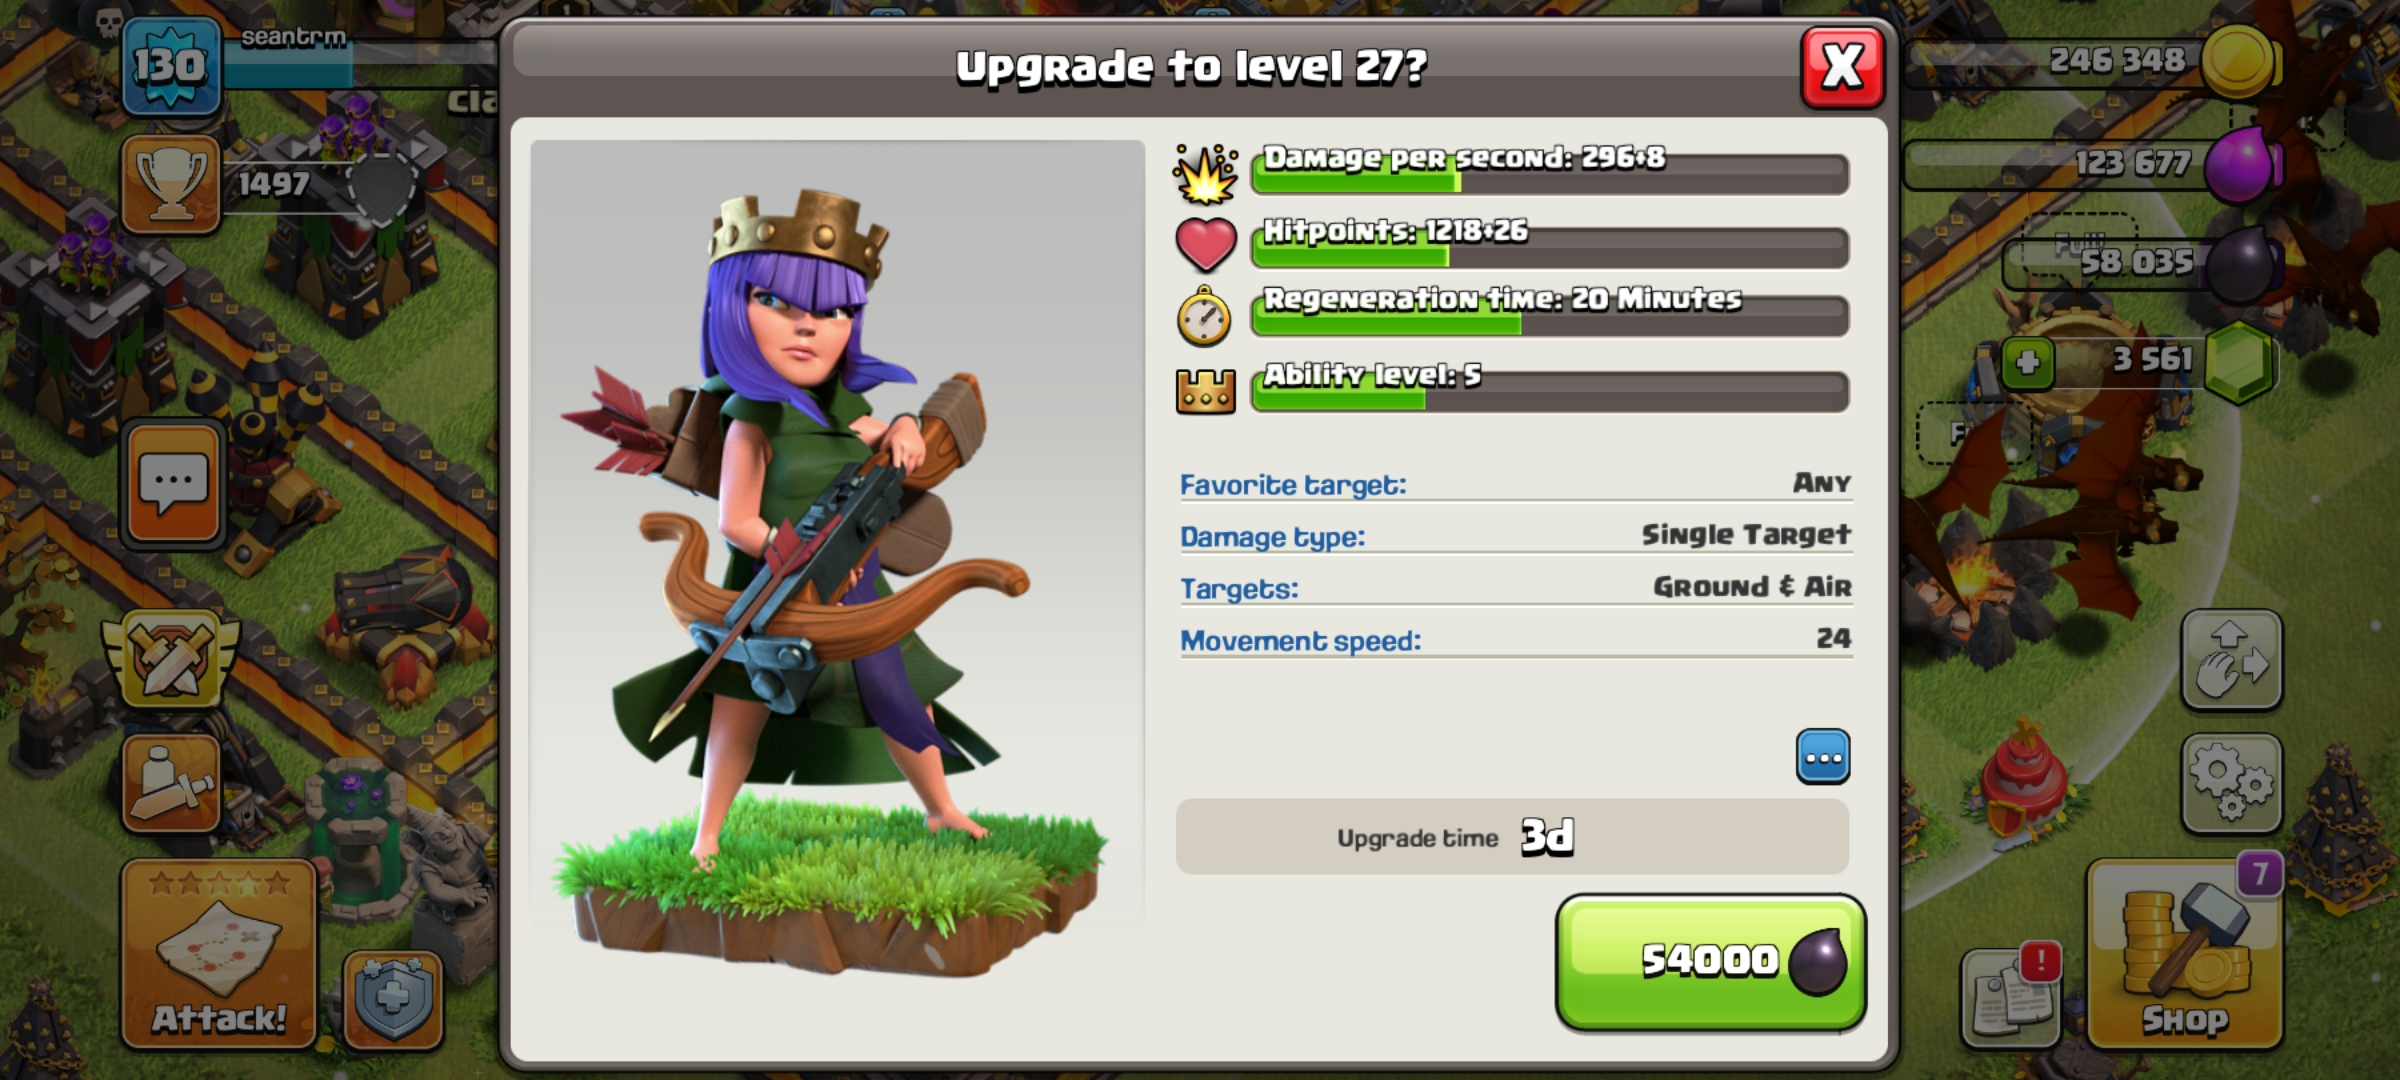 130
seantrm
1497
Attack!
Upgrade to level 27?
X
Damage per second: 296+8
Hitpoints: 1218+26
Regeneration time: 20 Minutes
Ability level: 5
Favorite target: Any
Damage type: Single Target
Targets: Ground & Air
Movement speed: 24
...
Upgrade time 3d
54000
246 348
123 677
Full!
58 035
3 561
7
!
Shop